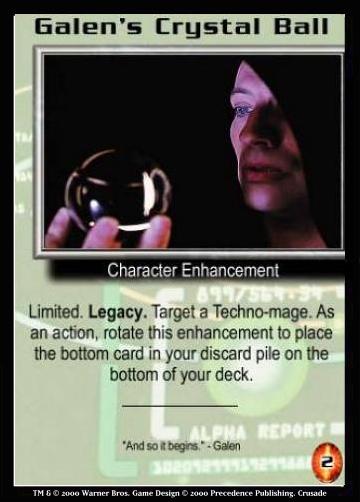 Galen's Crystal Ball
Character Enhancement
Limited. Legacy. Target a Techno-mage. As
an action, rotate this enhancement to place
the bottom card in your discard pile on the
bottom of your deck.
"And so it begins." - Galen
ALPHA REPORT
2
TM & © 2000 Warner Bros. Game Design © 2000 Precedence Publishing. Crusade